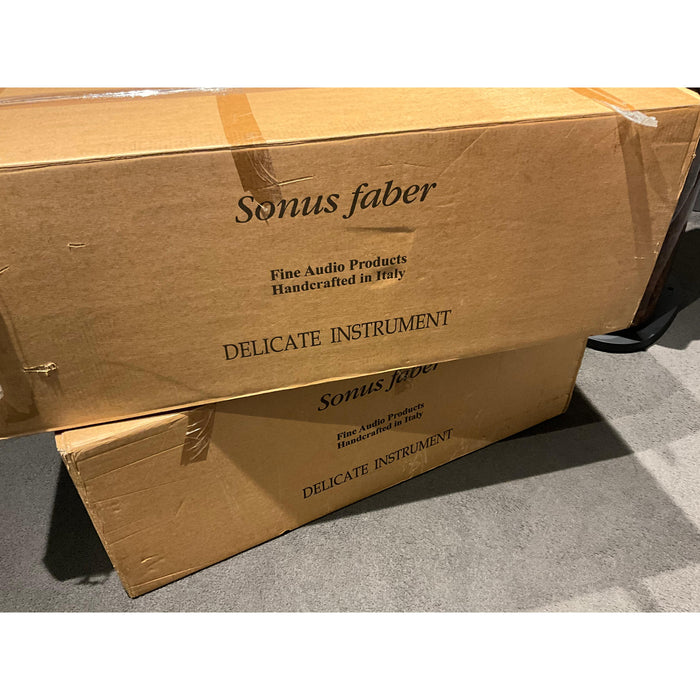 Sonus faber
Fine Audio Products
Handcrafted in Italy
DELICATE INSTRUMENT
Sonus faber
Fine Audio Products
Handcrafted in Italy
DELICATE INSTRUMENT